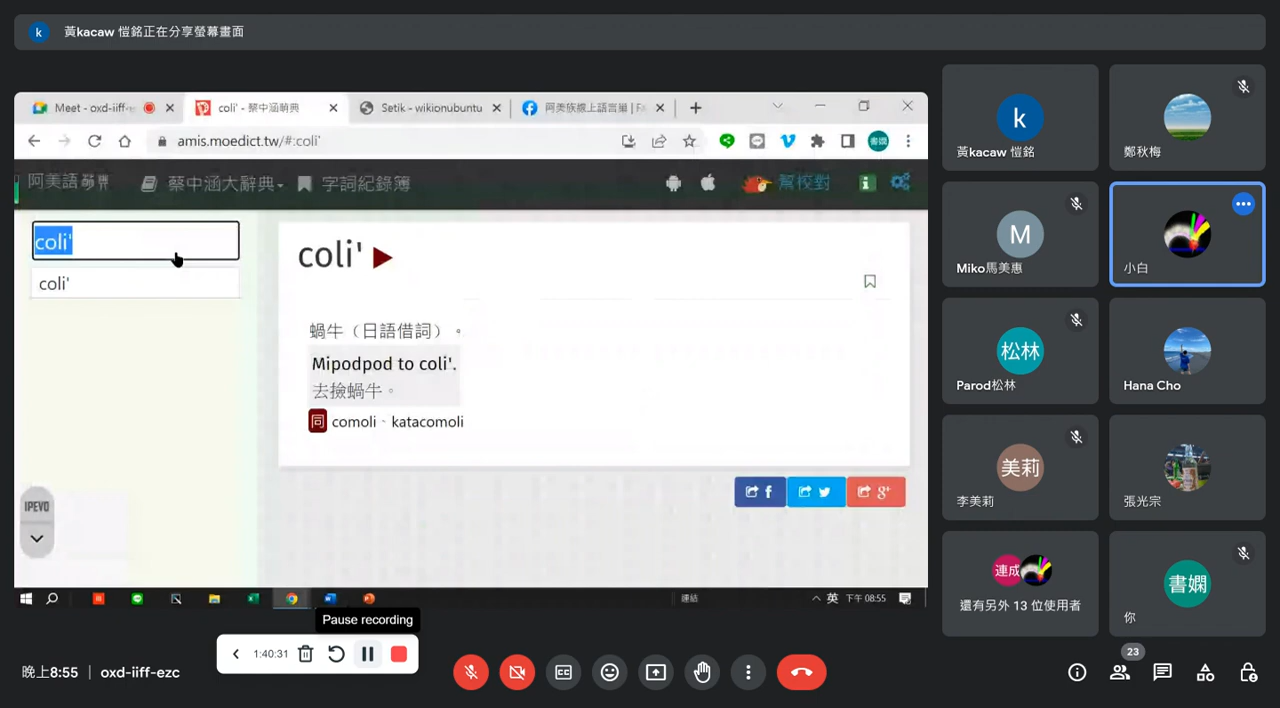 k 黃kacaw 愷銘正在分享螢幕畫面
Meet - oxd-iiff-e
coli' - 蔡中涵萌典
Setik - wikionubuntu
阿美族線上語言巢 | Fa
amis.moedict.tw/#:coli'
書嫻
阿美語萌典
蔡中涵大辭典
字詞紀錄簿
幫校對
coli'
coli'
coli'
蝸牛（日語借詞）。
Mipodpod to coli'.
去撿蝸牛。
同 comoli、katacomoli
IPEVO
連結
英
下午 08:55
Pause recording
1:40:31
晚上8:55 | oxd-iiff-ezc
CC
23
k
黃kacaw 愷銘
鄭秋梅
M
Miko馬美惠
小白
松林
Parod松林
Hana Cho
美莉
李美莉
張光宗
連成
還有另外 13 位使用者
書嫻
你